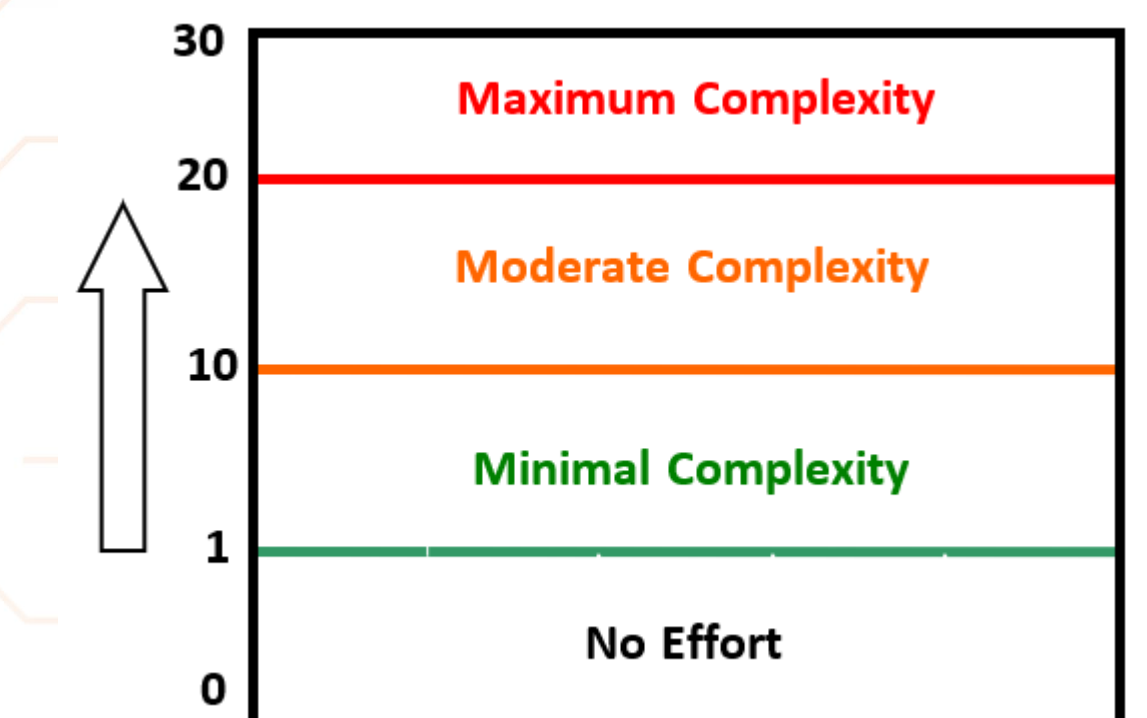 30
Maximum Complexity
20
Moderate Complexity
10
Minimal Complexity
1
No Effort
0